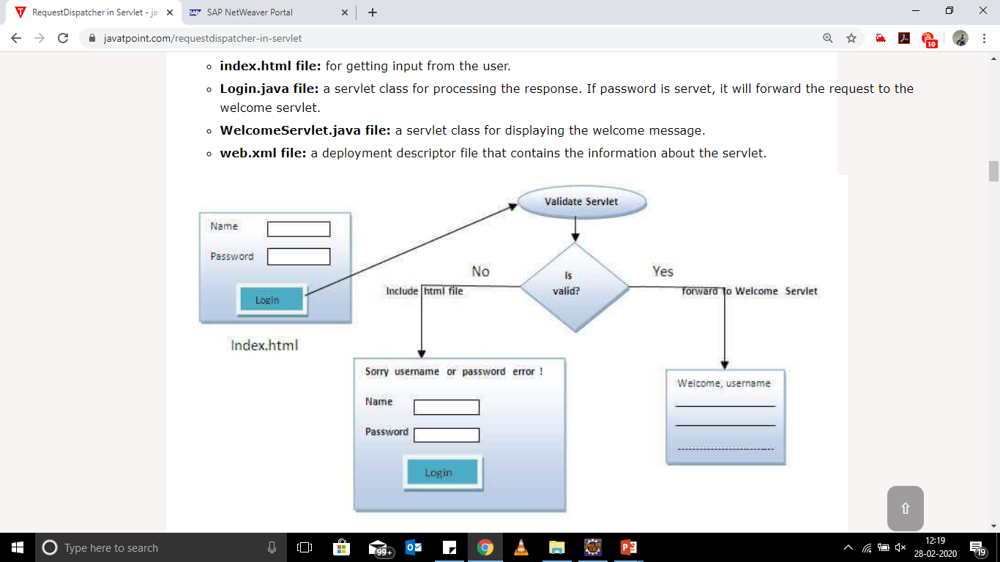 RequestDispatcher in Servlet - ja
SAP NetWeaver Portal
javatpoint.com/requestdispatcher-in-servlet
10
index.html file: for getting input from the user.
Login.java file: a servlet class for processing the response. If password is servet, it will forward the request to the
welcome servlet.
WelcomeServlet.java file: a servlet class for displaying the welcome message.
web.xml file: a deployment descriptor file that contains the information about the servlet.
Validate Servlet
Name
Password
Login
Index.html
Is
valid?
No
Include html file
Yes
forward to Welcome Servlet
Sorry username or password error !
Name
Password
Login
Welcome, username
Type here to search
99+
12:19
28-02-2020
19